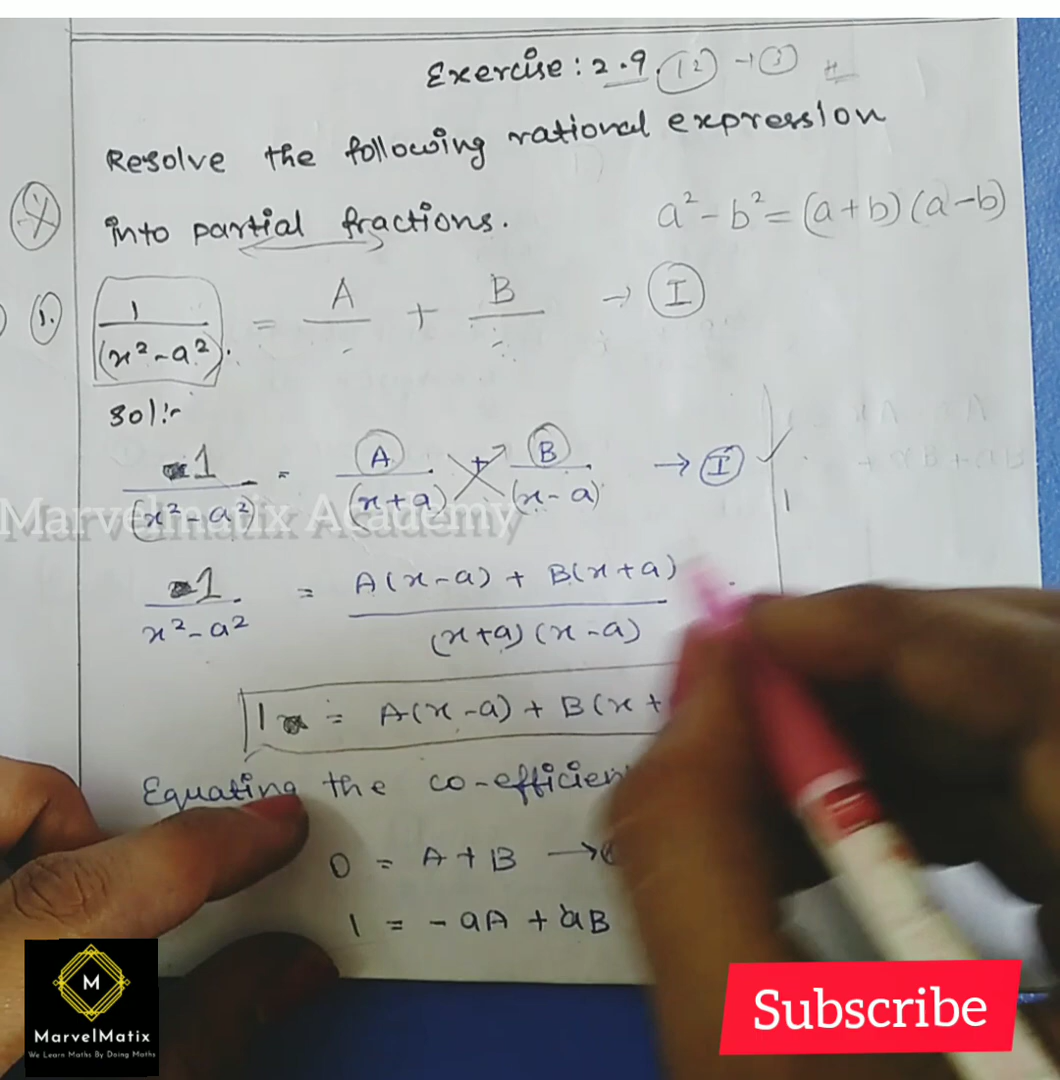 Exercise : 2.9 (12) → (3)
Resolve the following rational expression
into partial fractions.
a² - b² = (a+b) (a-b)
1. 1/(x² - a²). = A/ + B/ → (I)
Sol:-
1/(x² - a²) = A/(x+a) + B/(x-a) → (I)
Marvelmatix Academy
1/x² - a² = A(x-a) + B(x+a)/(x+a) (x-a)
1 = A(x-a) + B(x+
Equating the co-efficien
0 = A + B →
1 = -aA + aB
M
MarvelMatix
We Learn Maths By Doing Maths
Subscribe